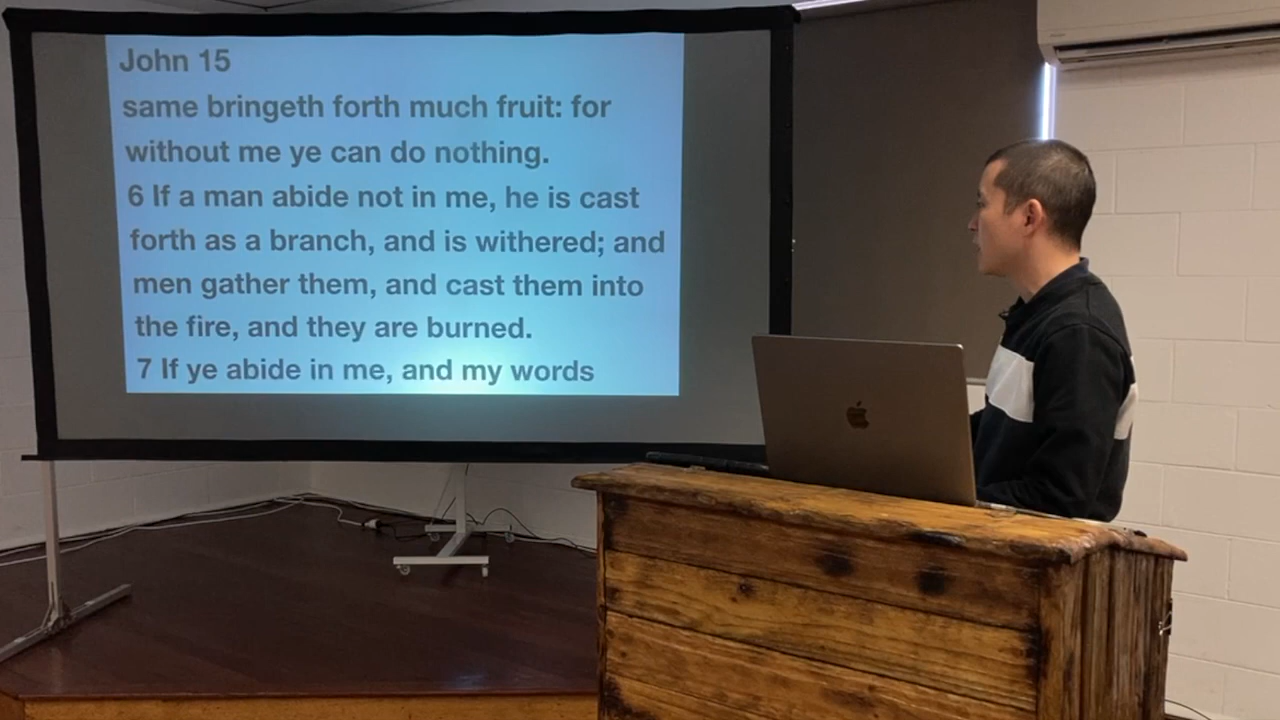 John 15
same bringeth forth much fruit: for
without me ye can do nothing.
6 If a man abide not in me, he is cast
forth as a branch, and is withered; and
men gather them, and cast them into
the fire, and they are burned.
7 If ye abide in me, and my words